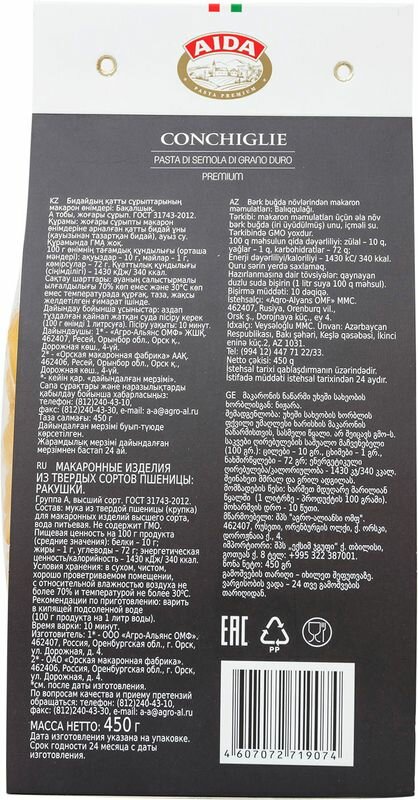 AIDA
PASTA PREMIUM
CONCHIGLIE
PASTA DI SEMOLA DI GRANO DURO
PREMIUM
KZ Бидайдың қатты сұрыптарының
макарон өнімдері: Бақалшық.
А тобы, жоғары сұрып. ГОСТ 31743-2012.
Құрамы: жоғарғы сұрыпты макарон
өнімдеріне арналған қатты бидай ұны
(қауызынан тазартқан бидай), ауыз су.
Құрамында ГМА жоқ.
100 г өнімнің тағамдық құндылығы (орташа
мәндері): ақуыздар – 10 г, майлар – 1 г,
көмірсулар – 72 г. Қуаттылық құндылығы
(сіңімділігі) – 1430 кДж/ 340 ккал.
Сақтау шарттары: ауаның салыстырмалы
ылғалдылығы 70% көп емес және 30°С көп
емес температурада құрғақ, таза, жақсы
желдетілген ғимарат ішінде.
Дайындау бойынша ұсыныстар: аздап
тұздалған қайнап жатқан суда пісіру керек
(100 г өнімді 1 литр суға). Пісіру уақыты: 10 минут.
Дайындаушы: 1* - «Агро-Альянс ОМФ» ЖШҚ,
462407, Ресей, Орынбор обл., Орск қ.,
Дорожная көш., 4-үй.
2* - «Орская макаронная фабрика» ААҚ,
462406, Ресей, Орынбор обл., Орск қ.,
Дорожная көш., 4-үй.
*- кейін қар. «дайындалған мерзімі».
Сапа сұрақтары және наразылықтарды
қабылдау бойынша хабарласыңыз:
телефон: (812)240-43-10,
факс: (812)240-43-30, e-mail: a-a@agro-al.ru
Таза салмағы: 450 г
Дайындалған мерзімі буып-түюде
көрсетілген.
Жарамдылық мерзімі дайындалған
мерзімнен бастап 24 ай.
RU МАКАРОННЫЕ ИЗДЕЛИЯ
ИЗ ТВЕРДЫХ СОРТОВ ПШЕНИЦЫ:
РАКУШКИ.
Группа А, высший сорт. ГОСТ 31743-2012.
Состав: мука из твердой пшеницы (крупка)
для макаронных изделий высшего сорта,
вода питьевая. Не содержит ГМО.
Пищевая ценность на 100 г продукта
(средние значения): белки – 10 г;
жиры – 1 г, углеводы – 72 г; энергетическая
ценность/калорийность – 1430 кДж/ 340 ккал.
Условия хранения: в сухом, чистом,
хорошо проветриваемом помещении,
с относительной влажностью воздуха не
более 70% и температурой не более 30°С.
Рекомендации по приготовлению: варить
в кипящей подсоленной воде
(100 г продукта на 1 литр воды).
Время варки: 10 минут.
Изготовитель: 1* - ООО «Агро-Альянс ОМФ».
462407, Россия, Оренбургская обл., г. Орск,
ул. Дорожная, д. 4.
2* - ОАО «Орская макаронная фабрика».
462406, Россия, Оренбургская обл., г. Орск,
ул. Дорожная, д. 4.
*см. после даты изготовления.
По вопросам качества и приему претензий
обращаться: телефон: (812)240-43-10,
факс: (812)240-43-30, e-mail: a-a@agro-al.ru
МАССА НЕТТО: 450 г
Дата изготовления указана на упаковке.
Срок годности 24 месяца с даты
изготовления.
AZ Bərk buğda növlərindən makaron
məmulatları: Balıqqulağı.
Tərkibi: makaron məmulatları üçün əla növ
bərk buğda (iri üyüdülmüş) unu, içməli su.
Tərkibində GMO yoxdur.
100 q məhsulun qida dəyərliliyi: zülal – 10 q,
yağlar – 1 q, karbohidratlar – 72 q;
Enerji dəyərliliyi/kaloriliyi – 1430 kC/ 340 kkal.
Quru sərin yerdə saxlamaq.
Hazırlanmasına dair tövsiyələr: qaynayan
duzlu suda bişirin (1 litr suya 100 q məhsul).
Bişirmə müddəti: 10 dəqiqə.
İstehsalçı: «Aqro-Alyans OMF» MMC.
462407, Rusiya, Orenburq vil.,
Orsk ş., Dorojnaya küç., ev 4.
İdxalçı: Meysəoğlu MMC. Ünvan: Azərbaycan
Respublikası, Bakı şəhəri, Keşlə qəsəbəsi, İkinci
eninə küç.2, AZ1031.
Tel: (994 12) 447 71 22/33.
Netto çəkisi: 450 q
İstehsal tarixi qablaşdırmanın üzərindədir.
İstifadə müddəti istehsal tarixindən 24 aydır.
GE მაკარონის ნაწარმი უხეში სახეობის
ხორბლისაგან: ნიჟარა.
EAC
PP
4 607072 719074